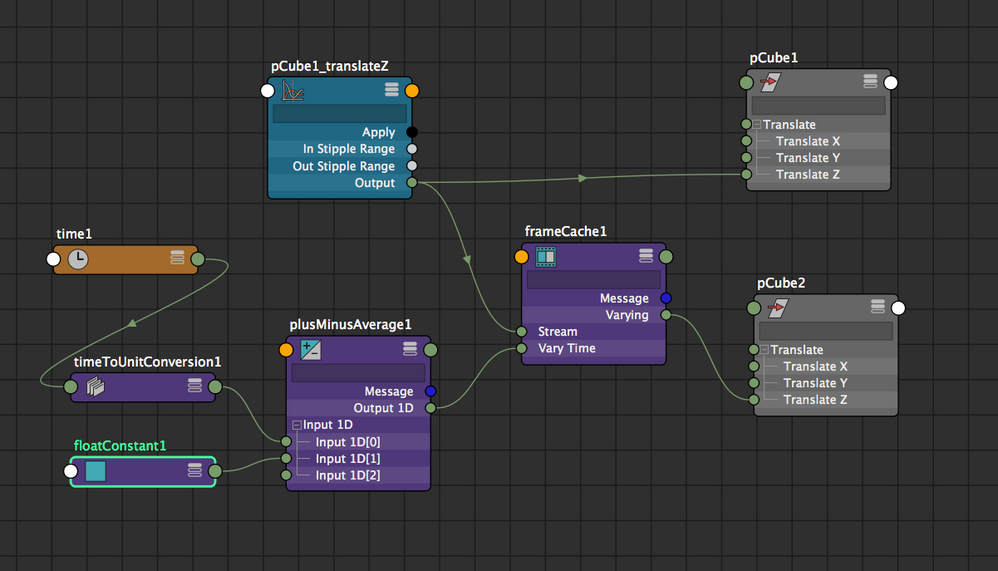 pCube1_translateZ
Apply
In Stipple Range
Out Stipple Range
Output
pCube1
Translate
Translate X
Translate Y
Translate Z
time1
timeToUnitConversion1
floatConstant1
plusMinusAverage1
Message
Output 1D
Input 1D
Input 1D[0]
Input 1D[1]
Input 1D[2]
frameCache1
Message
Varying
Stream
Vary Time
pCube2
Translate
Translate X
Translate Y
Translate Z